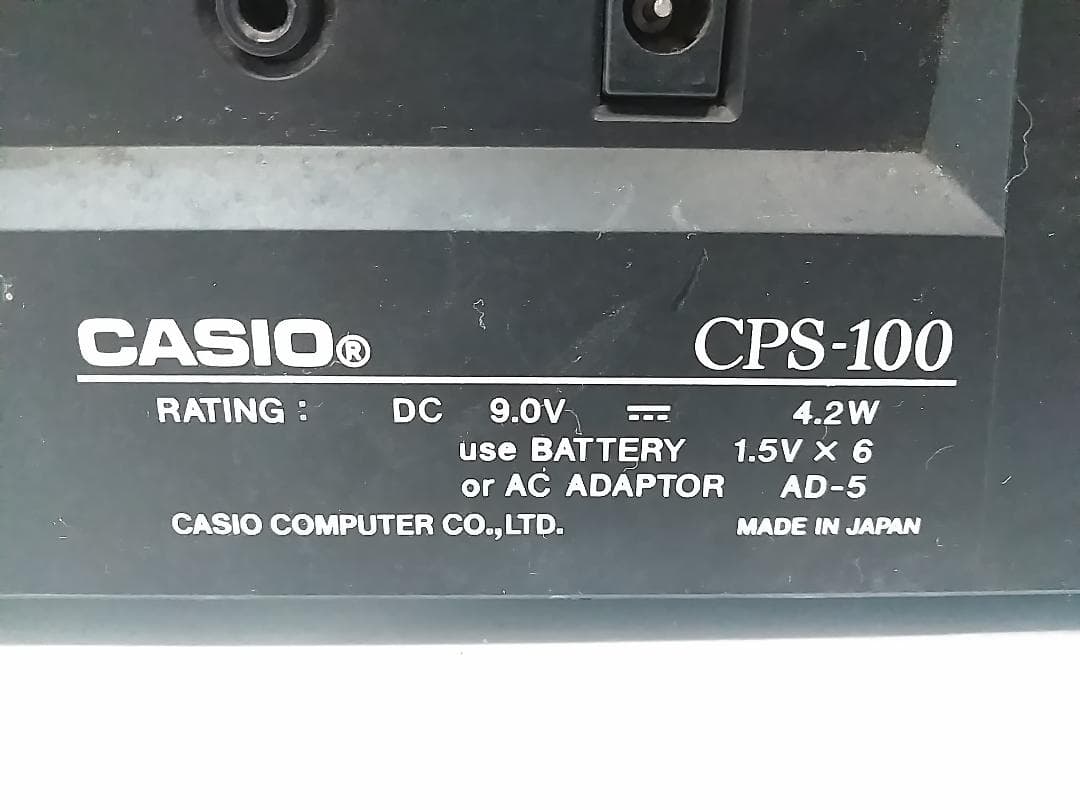 CASIO® CPS-100
RATING : DC 9.0V ⎓ 4.2W
use BATTERY 1.5V × 6
or AC ADAPTOR AD-5
CASIO COMPUTER CO.,LTD. MADE IN JAPAN